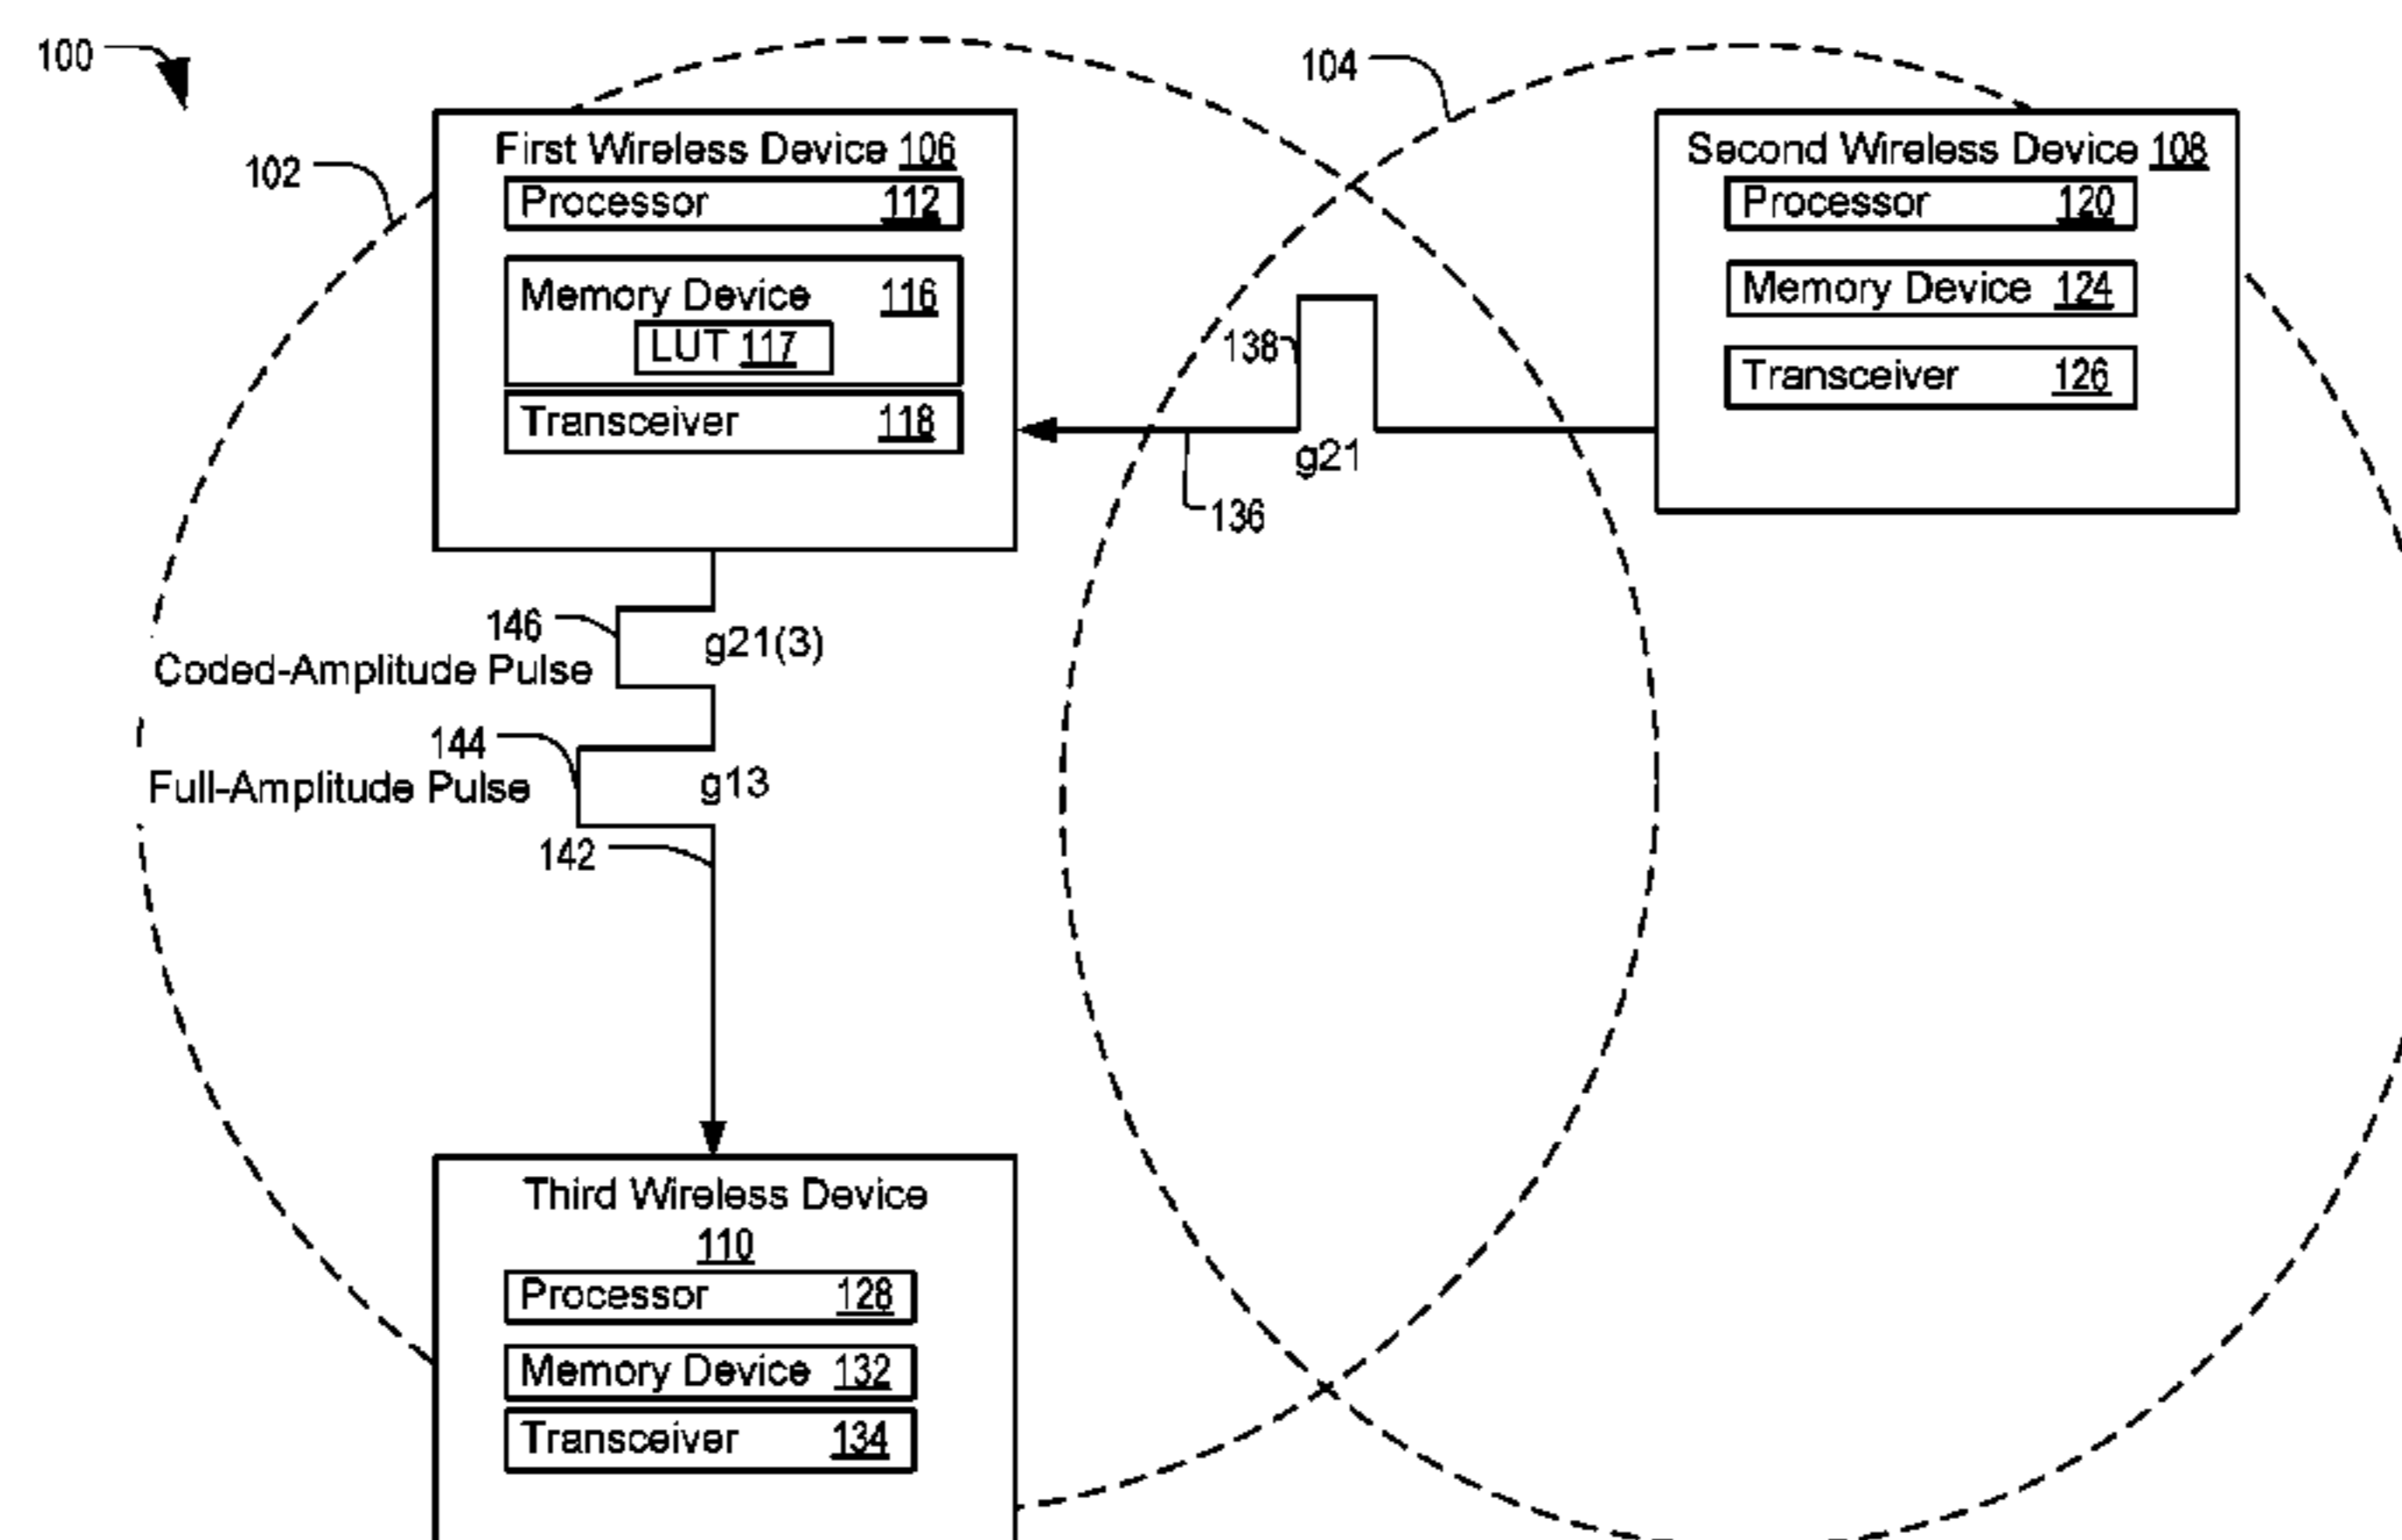 100
102
104
First Wireless Device 106
Processor 112
Memory Device 116
LUT 117
Transceiver 118
Second Wireless Device 108
Processor 120
Memory Device 124
Transceiver 126
138
g21
136
146
g21(3)
Coded-Amplitude Pulse
144
g13
Full-Amplitude Pulse
142
Third Wireless Device
110
Processor 128
Memory Device 132
Transceiver 134